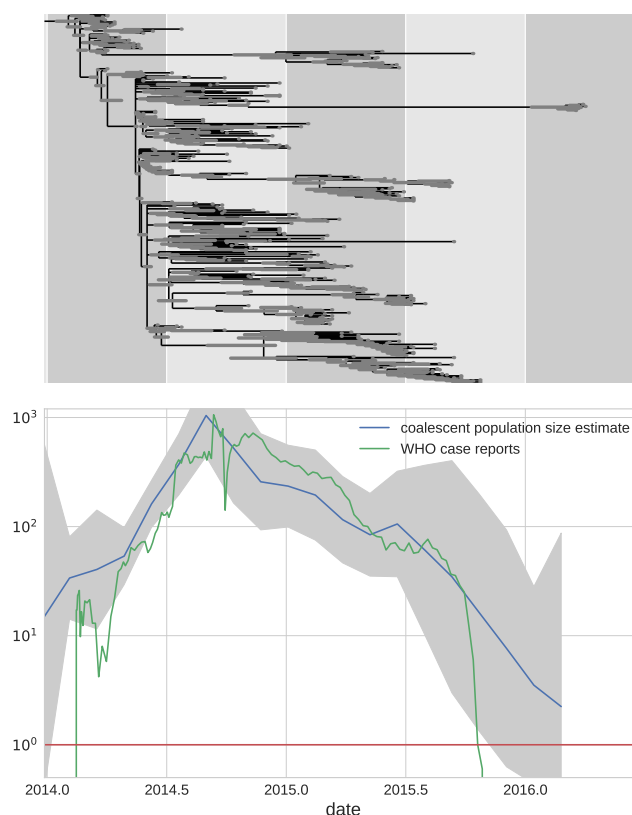 10³
coalescent population size estimate
WHO case reports
10²
10¹
10⁰
2014.0 2014.5 2015.0 2015.5 2016.0
date